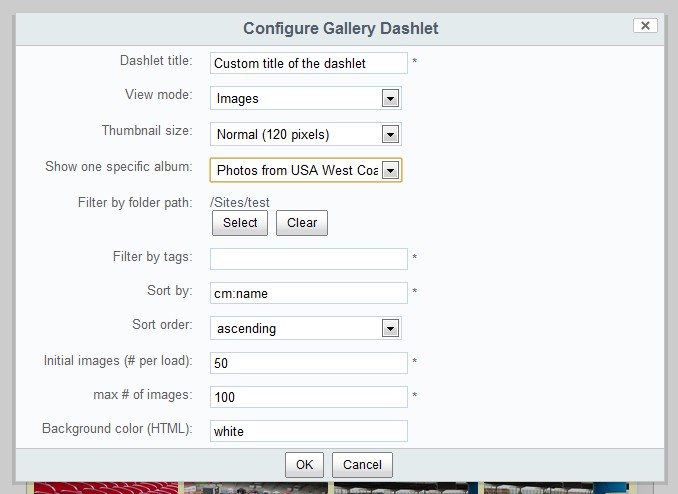 Configure Gallery Dashlet
Dashlet title: Custom title of the dashlet *
View mode: Images
Thumbnail size: Normal (120 pixels)
Show one specific album: Photos from USA West Coa
Filter by folder path: /Sites/test
Select Clear
Filter by tags: *
Sort by: cm:name *
Sort order: ascending
Initial images (# per load): 50 *
max # of images: 100 *
Background color (HTML): white
OK Cancel